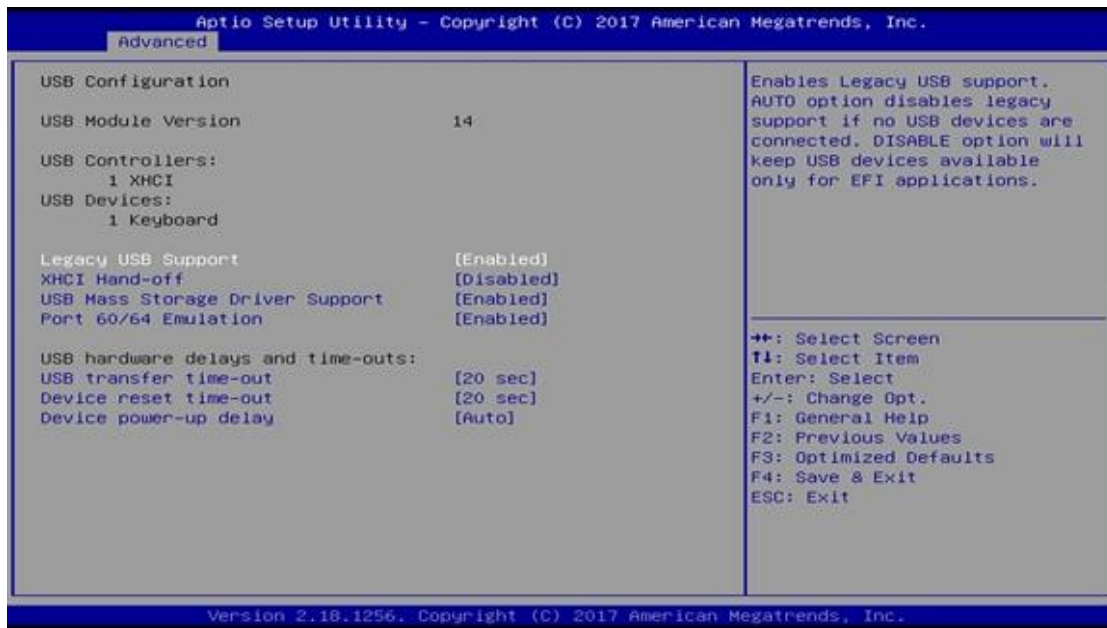 Aptio Setup Utility – Copyright (C) 2017 American Megatrends, Inc.
Advanced
USB Configuration
USB Module Version 14
USB Controllers:
1 XHCI
USB Devices:
1 Keyboard
Legacy USB Support [Enabled]
XHCI Hand-off [Disabled]
USB Mass Storage Driver Support [Enabled]
Port 60/64 Emulation [Enabled]
USB hardware delays and time-outs:
USB transfer time-out [20 sec]
Device reset time-out [20 sec]
Device power-up delay [Auto]
Enables Legacy USB support.
AUTO option disables legacy
support if no USB devices are
connected. DISABLE option will
keep USB devices available
only for EFI applications.
→←: Select Screen
↑↓: Select Item
Enter: Select
+/-: Change Opt.
F1: General Help
F2: Previous Values
F3: Optimized Defaults
F4: Save & Exit
ESC: Exit
Version 2.18.1256. Copyright (C) 2017 American Megatrends, Inc.